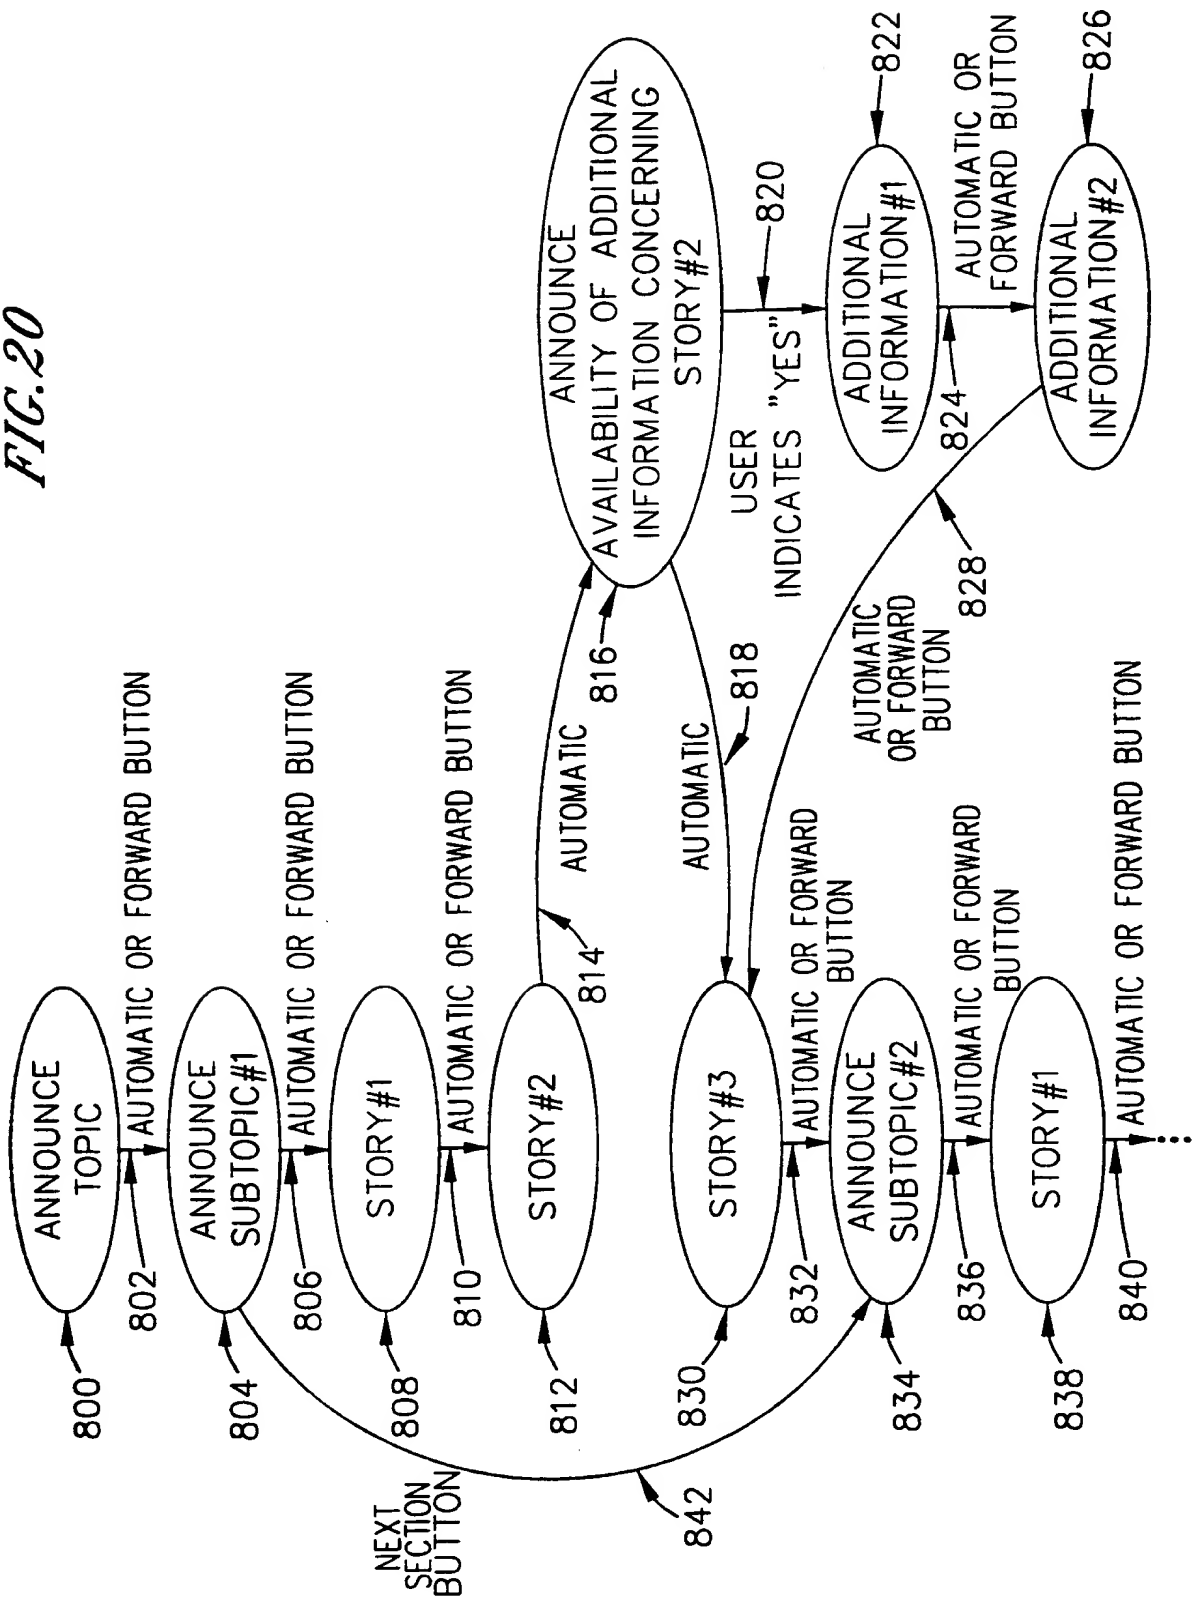 FIG.20
ANNOUNCE
TOPIC
800
802
AUTOMATIC OR FORWARD BUTTON
ANNOUNCE
SUBTOPIC#1
804
806
AUTOMATIC OR FORWARD BUTTON
STORY#1
808
810
AUTOMATIC OR FORWARD BUTTON
STORY#2
812
814
AUTOMATIC
816
ANNOUNCE
AVAILABILITY OF ADDITIONAL
INFORMATION CONCERNING
STORY#2
AUTOMATIC
818
USER
INDICATES "YES"
820
ADDITIONAL
INFORMATION#1
822
824
AUTOMATIC OR
FORWARD BUTTON
ADDITIONAL
INFORMATION#2
826
828
AUTOMATIC
OR FORWARD
BUTTON
STORY#3
830
832
AUTOMATIC OR FORWARD
BUTTON
ANNOUNCE
SUBTOPIC#2
834
836
AUTOMATIC OR FORWARD
BUTTON
STORY#1
838
840
AUTOMATIC OR FORWARD BUTTON
NEXT
SECTION
BUTTON
842